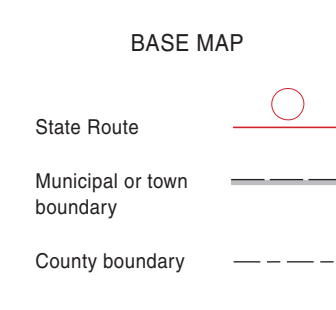 BASE MAP
State Route
Municipal or town
boundary
County boundary